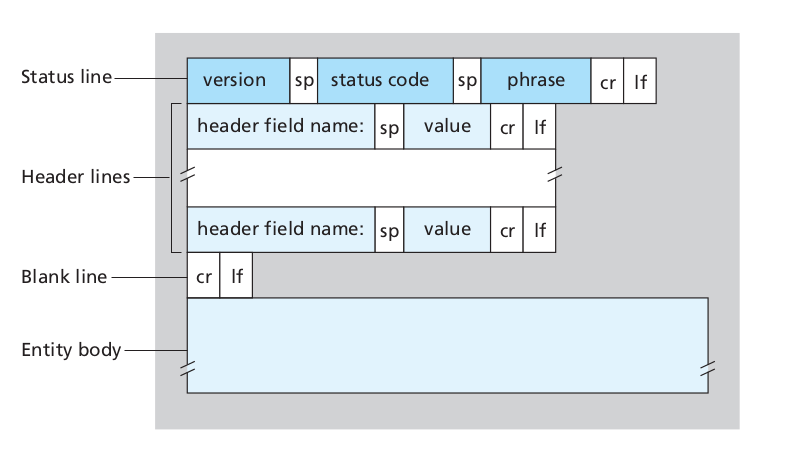 Status line version sp status code sp phrase cr lf
header field name: sp value cr lf
Header lines
header field name: sp value cr lf
Blank line cr lf
Entity body